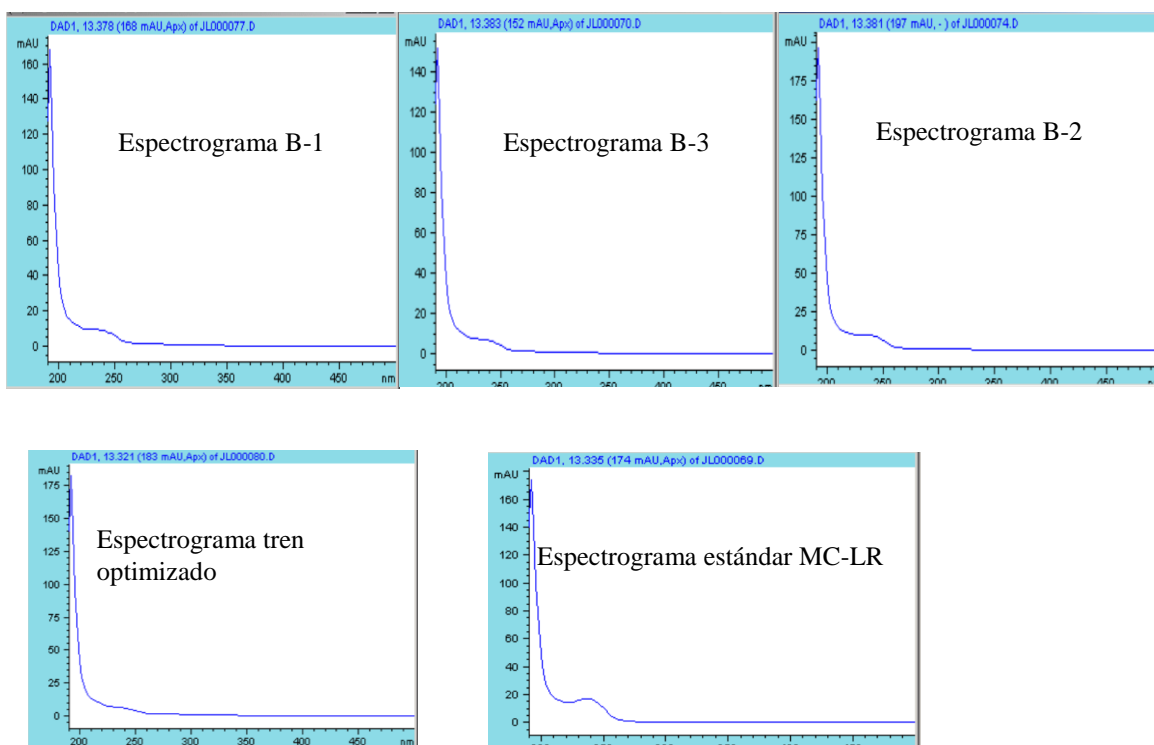 DAD1, 13.378 (168 mAU,Apx) of JL000077.D
mAU
160
140
120
100
80
60
40
20
0
200 250 300 350 400 450 nm
Espectrograma B-1
DAD1, 13.383 (152 mAU,Apx) of JL000070.D
mAU
140
120
100
80
60
40
20
0
200 250 300 350 400 450
Espectrograma B-3
DAD1, 13.381 (197 mAU, - ) of JL000074.D
mAU
175
150
125
100
75
50
25
0
200 250 300 350 400 450
Espectrograma B-2
DAD1, 13.321 (183 mAU,Apx) of JL000080.D
mAU
175
150
125
100
75
50
25
0
200 250 300 350 400 450 nm
Espectrograma tren
optimizado
DAD1, 13.335 (174 mAU,Apx) of JL000069.D
mAU
160
140
120
100
80
60
40
20
0
Espectrograma estándar MC-LR